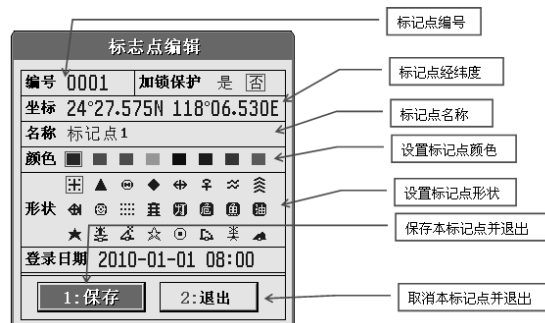 标志点编辑
编号 0001 加锁保护 是 否
坐标 24°27.575N 118°06.530E
名称 标记点1
颜色
形状
登录日期 2010-01-01 08:00
1:保存 2:退出
标记点编号
标记点经纬度
标记点名称
设置标记点颜色
设置标记点形状
保存本标记点并退出
取消本标记点并退出